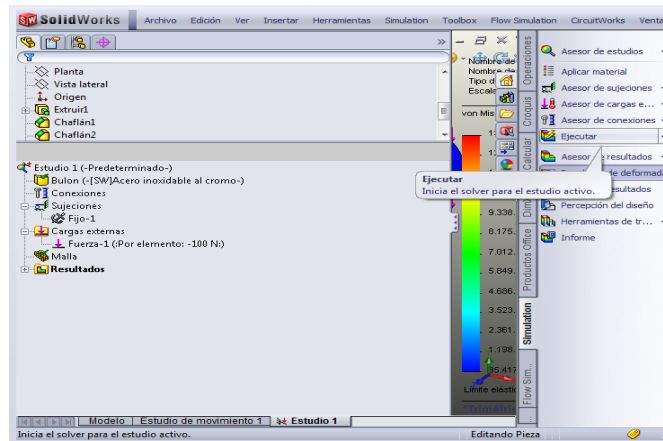 SolidWorks Archivo Edición Ver Insertar Herramientas Simulation Toolbox Flow Simulation CircuitWorks
Planta
Vista lateral
Origen
Extruir1
Chaflán1
Chaflán2
Estudio 1 (-Predeterminado-)
Bulon (-[SW]Acero inoxidable al cromo-)
Conexiones
Sujeciones
Fijo-1
Cargas externas
Fuerza-1 (:Por elemento: -100 N:)
Malla
Resultados
Nombre de
Nombre de
Tipo d
Escala
von Mis
9.338.
8.175.
7.012.
5.849.
4.686.
3.523.
2.361.
1.198.
35.417
Límite elásti
Operaciones
Croquis
Calcular
Productos Office
Simulation
Flow Sim...
Asesor de estudios
Aplicar material
Asesor de sujeciones
Asesor de cargas e...
Asesor de conexiones
Ejecutar
Asesor resultados
de deformada
resultados
Percepción del diseño
Herramientas de tr...
Informe
Ejecutar
Inicia el solver para el estudio activo.
Modelo Estudio de movimiento 1 Estudio 1
Inicia el solver para el estudio activo. Editando Pieza